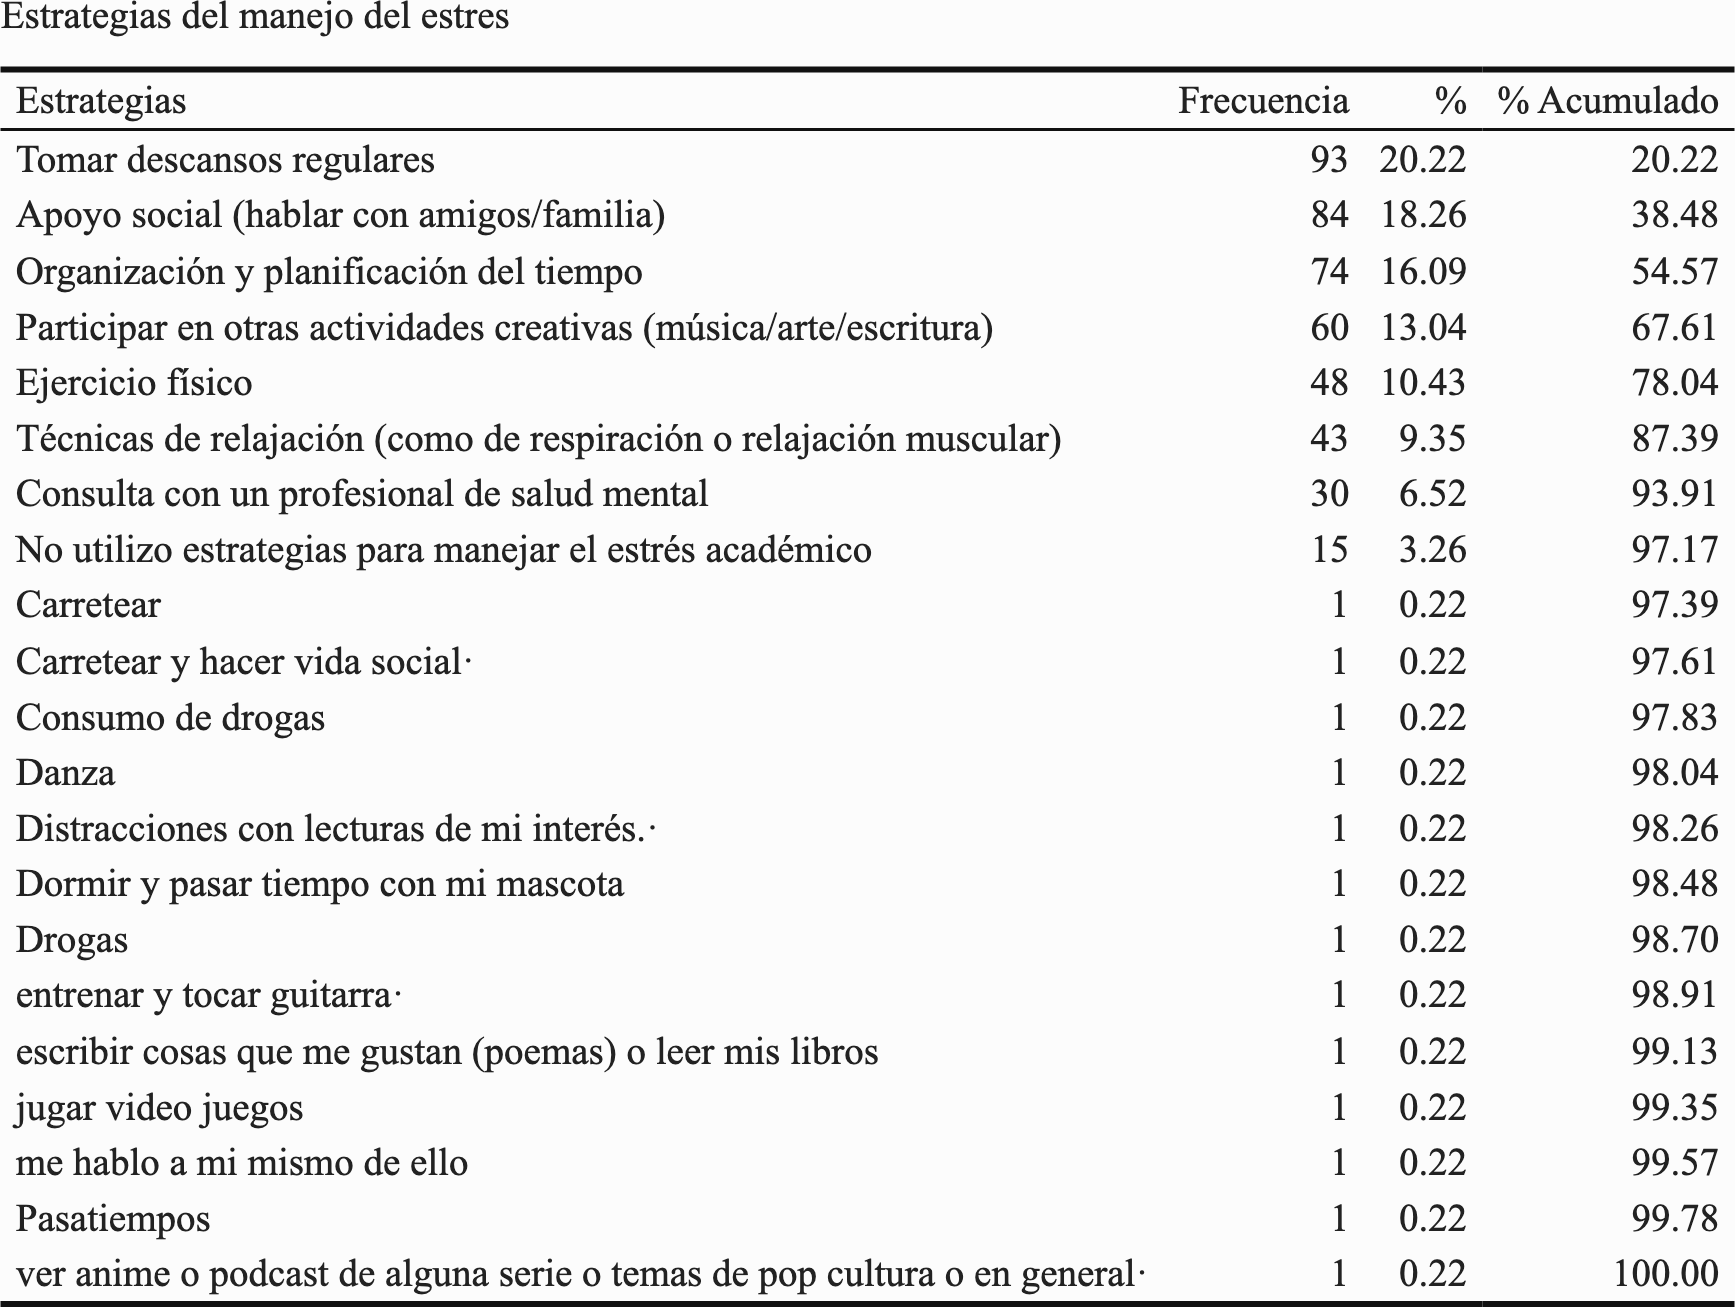 Estrategias del manejo del estres
Estrategias Frecuencia % % Acumulado
Tomar descansos regulares 93 20.22 20.22
Apoyo social (hablar con amigos/familia) 84 18.26 38.48
Organización y planificación del tiempo 74 16.09 54.57
Participar en otras actividades creativas (música/arte/escritura) 60 13.04 67.61
Ejercicio físico 48 10.43 78.04
Técnicas de relajación (como de respiración o relajación muscular) 43 9.35 87.39
Consulta con un profesional de salud mental 30 6.52 93.91
No utilizo estrategias para manejar el estrés académico 15 3.26 97.17
Carretear 1 0.22 97.39
Carretear y hacer vida social· 1 0.22 97.61
Consumo de drogas 1 0.22 97.83
Danza 1 0.22 98.04
Distracciones con lecturas de mi interés.· 1 0.22 98.26
Dormir y pasar tiempo con mi mascota 1 0.22 98.48
Drogas 1 0.22 98.70
entrenar y tocar guitarra· 1 0.22 98.91
escribir cosas que me gustan (poemas) o leer mis libros 1 0.22 99.13
jugar video juegos 1 0.22 99.35
me hablo a mi mismo de ello 1 0.22 99.57
Pasatiempos 1 0.22 99.78
ver anime o podcast de alguna serie o temas de pop cultura o en general· 1 0.22 100.00